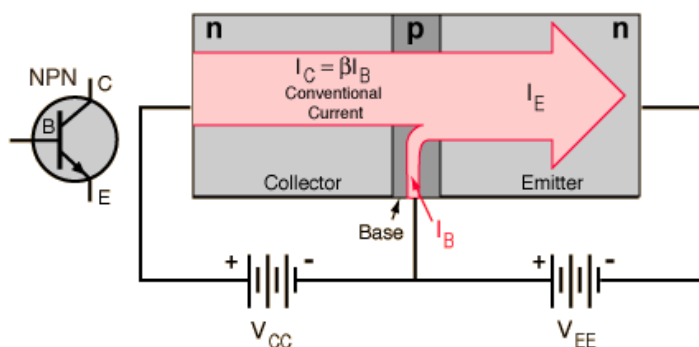 n
p
n
NPN
C
B
E
I_C = βI_B
Conventional
Current
I_E
Collector
Emitter
Base
I_B
+
-
+
-
V_CC
V_EE